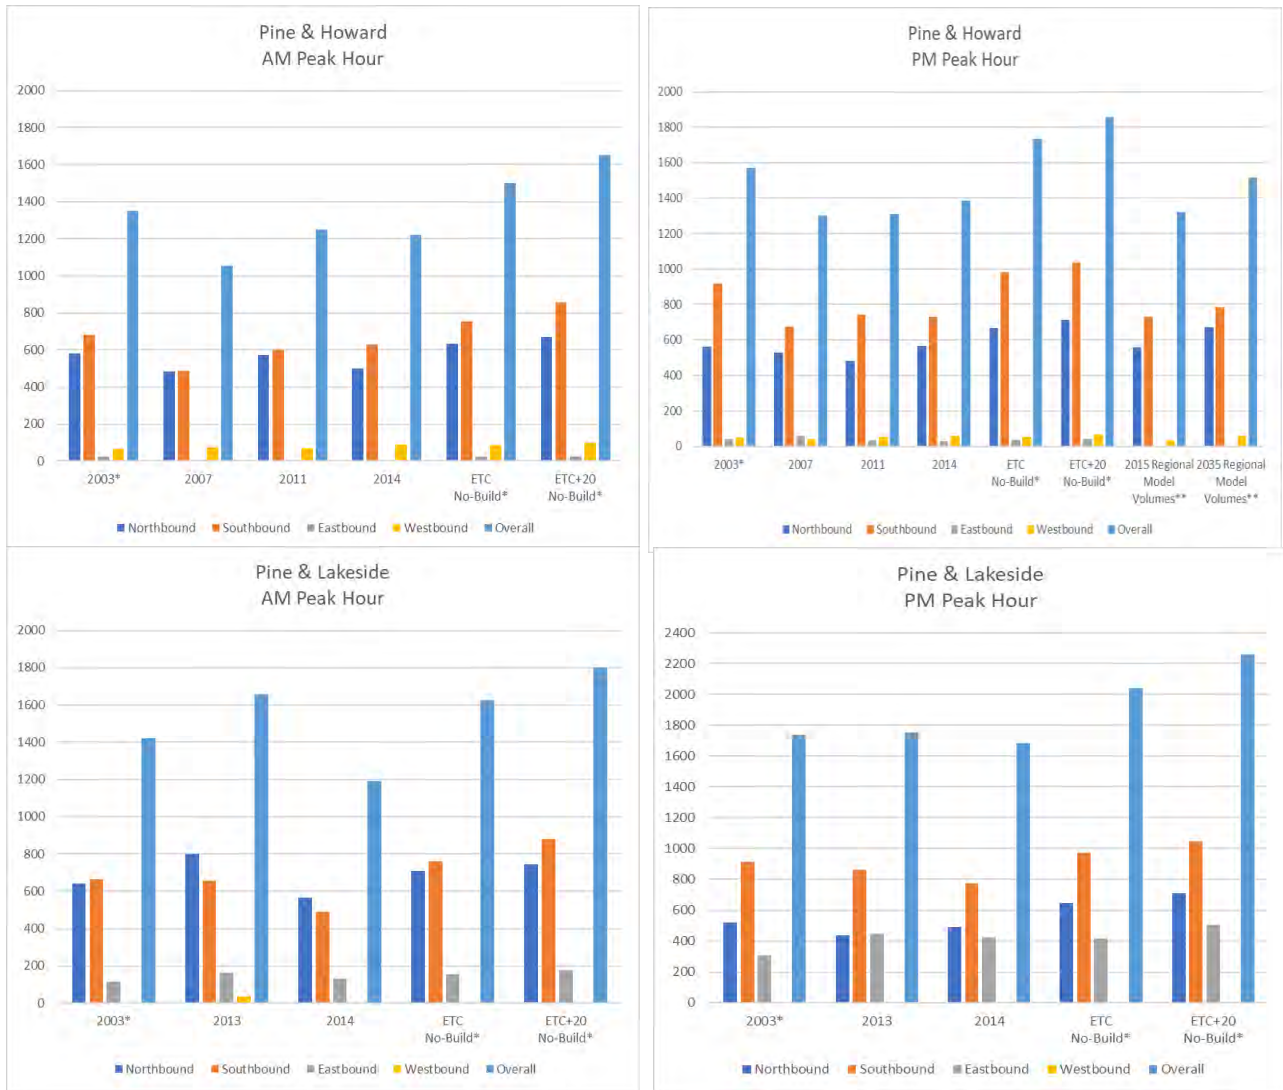 Pine & Howard
AM Peak Hour
2000
1800
1600
1400
1200
1000
800
600
400
200
0
2003* 2007 2011 2014 ETC ETC+20
No-Build* No-Build*
Northbound Southbound Eastbound Westbound Overall
Pine & Howard
PM Peak Hour
2000
1800
1600
1400
1200
1000
800
600
400
200
0
2003* 2007 2011 2014 ETC ETC+20 2015 Regional 2035 Regional
No-Build* No-Build* Model Model
Volumes** Volumes**
Northbound Southbound Eastbound Westbound Overall
Pine & Lakeside
AM Peak Hour
2000
1800
1600
1400
1200
1000
800
600
400
200
0
2003* 2013 2014 ETC ETC+20
No-Build* No-Build*
Northbound Southbound Eastbound Westbound Overall
Pine & Lakeside
PM Peak Hour
2400
2200
2000
1800
1600
1400
1200
1000
800
600
400
200
0
2003* 2013 2014 ETC ETC+20
No-Build* No-Build*
Northbound Southbound Eastbound Westbound Overall